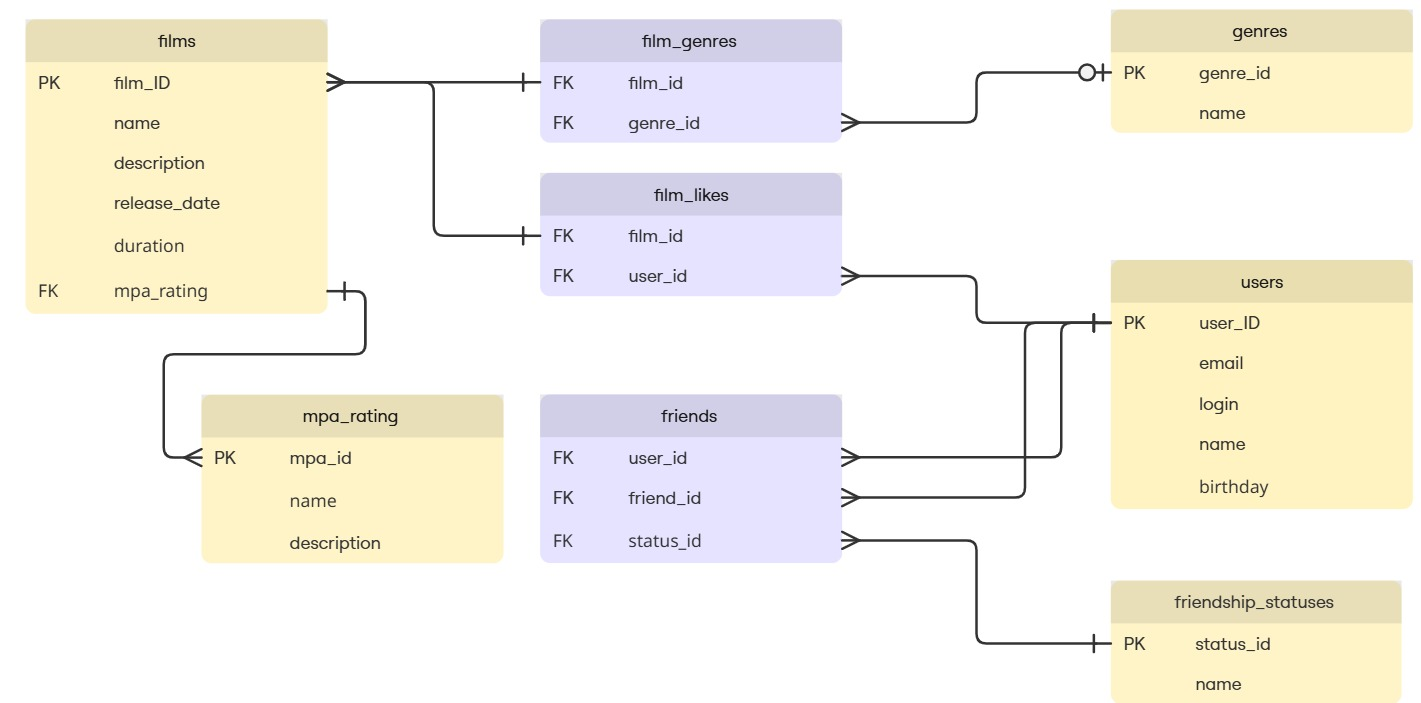 films
PK film_ID
name
description
release_date
duration
FK mpa_rating
film_genres
FK film_id
FK genre_id
genres
PK genre_id
name
film_likes
FK film_id
FK user_id
users
PK user_ID
email
login
name
birthday
mpa_rating
PK mpa_id
name
description
friends
FK user_id
FK friend_id
FK status_id
friendship_statuses
PK status_id
name